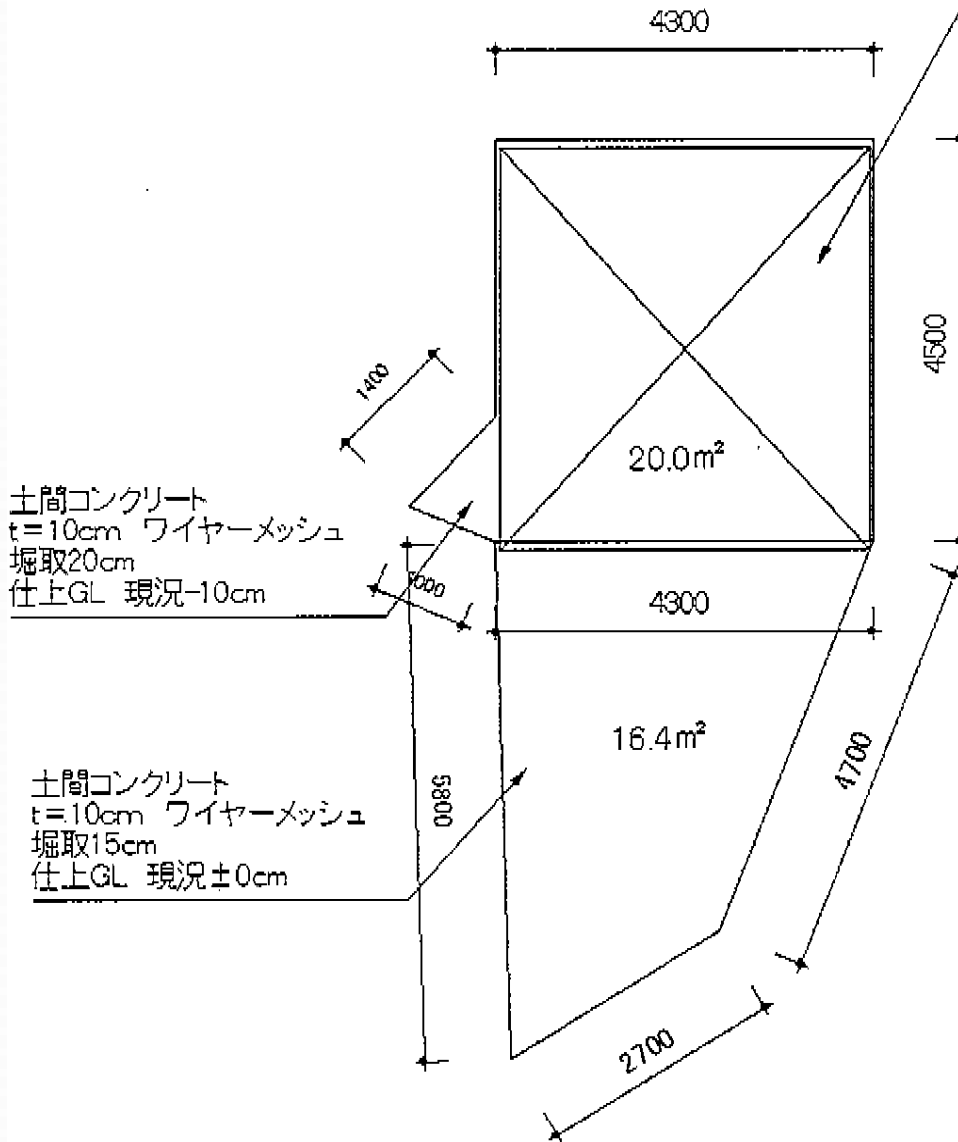 4300
4500
1400
20.0m²
土間コンクリート
t=10cm ワイヤーメッシュ
堀取20cm
仕上GL 現況-10cm
4300
16.4m²
4700
土間コンクリート
t=10cm ワイヤーメッシュ
堀取15cm
仕上GL 現況±0cm
5800
2700